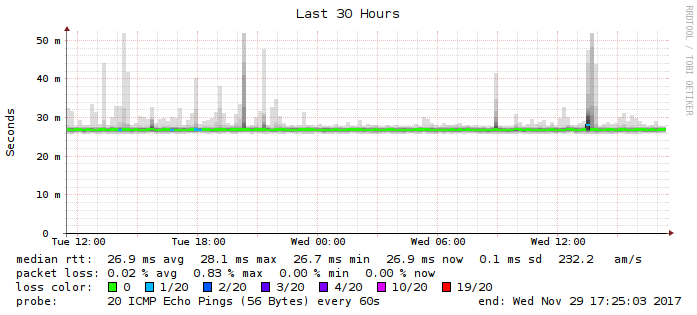 Last 30 Hours
RRDTOOL / TOBI OETIKER
Seconds
50 m
40 m
30 m
20 m
10 m
0
Tue 12:00 Tue 18:00 Wed 00:00 Wed 06:00 Wed 12:00
median rtt: 26.9 ms avg 28.1 ms max 26.7 ms min 26.9 ms now 0.1 ms sd 232.2 am/s
packet loss: 0.02 % avg 0.83 % max 0.00 % min 0.00 % now
loss color: 0 1/20 2/20 3/20 4/20 10/20 19/20
probe: 20 ICMP Echo Pings (56 Bytes) every 60s end: Wed Nov 29 17:25:03 2017